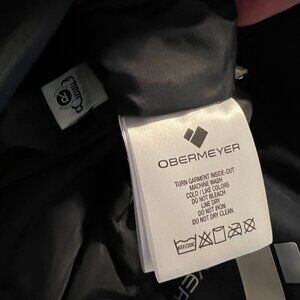 OBERMEYER
TURN GARMENT INSIDE-OUT
MACHINE WASH
COLD / LIKE COLORS
DO NOT BLEACH
LINE DRY
DO NOT IRON
DO NOT DRY CLEAN